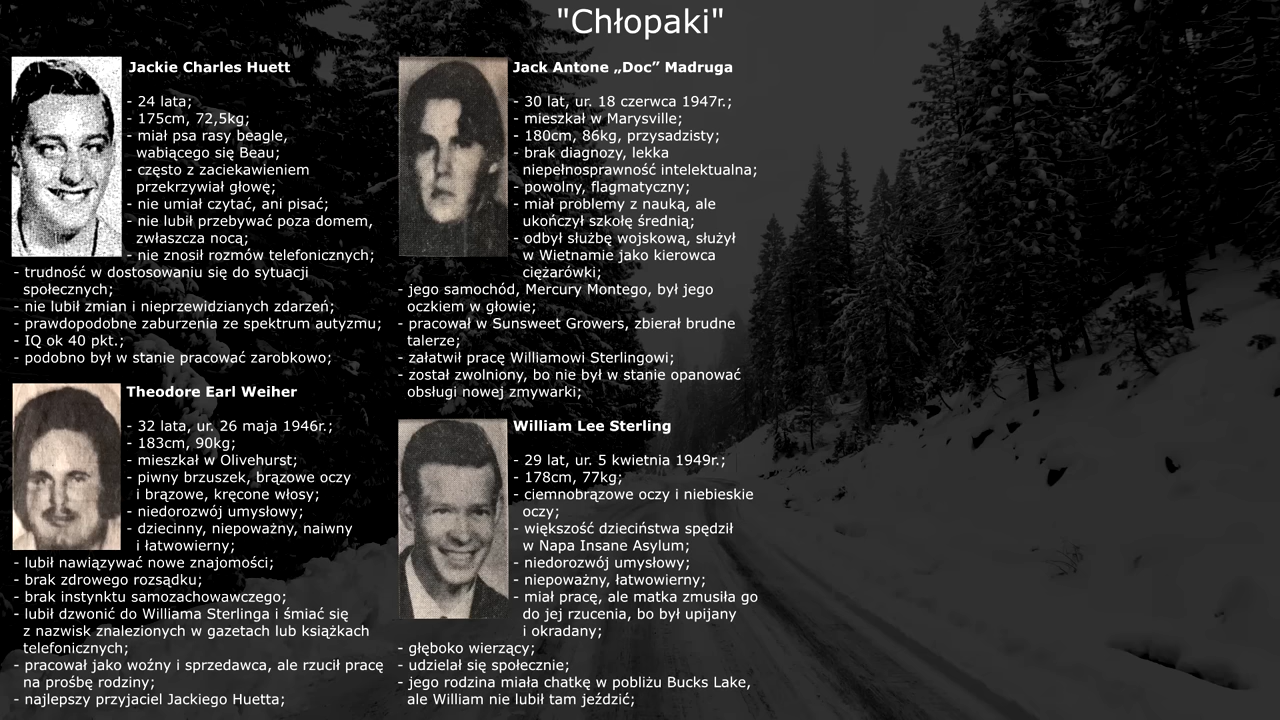 "Chłopaki"
Jackie Charles Huett
- 24 lata;
- 175cm, 72,5kg;
- miał psa rasy beagle,
wabiącego się Beau;
- często z zaciekawieniem
przekrzywiał głowę;
- nie umiał czytać, ani pisać;
- nie lubił przebywać poza domem,
zwłaszcza nocą;
- nie znosił rozmów telefonicznych;
- trudność w dostosowaniu się do sytuacji
społecznych;
- nie lubił zmian i nieprzewidzianych zdarzeń;
- prawdopodobne zaburzenia ze spektrum autyzmu;
- IQ ok 40 pkt.;
- podobno był w stanie pracować zarobkowo;
Theodore Earl Weiher
- 32 lata, ur. 26 maja 1946r.;
- 183cm, 90kg;
- mieszkał w Olivehurst;
- piwny brzuszek, brązowe oczy
i brązowe, kręcone włosy;
- niedorozwój umysłowy;
- dziecinny, niepoważny, naiwny
i łatwowierny;
- lubił nawiązywać nowe znajomości;
- brak zdrowego rozsądku;
- brak instynktu samozachowawczego;
- lubił dzwonić do Williama Sterlinga i śmiać się
z nazwisk znalezionych w gazetach lub książkach
telefonicznych;
- pracował jako woźny i sprzedawca, ale rzucił pracę
na prośbę rodziny;
- najlepszy przyjaciel Jackiego Huetta;
Jack Antone „Doc” Madruga
- 30 lat, ur. 18 czerwca 1947r.;
- mieszkał w Marysville;
- 180cm, 86kg, przysadzisty;
- brak diagnozy, lekka
niepełnosprawność intelektualna;
- powolny, flagmatyczny;
- miał problemy z nauką, ale
ukończył szkołę średnią;
- odbył służbę wojskową, służył
w Wietnamie jako kierowca
ciężarówki;
- jego samochód, Mercury Montego, był jego
oczkiem w głowie;
- pracował w Sunsweet Growers, zbierał brudne
talerze;
- załatwił pracę Williamowi Sterlingowi;
- został zwolniony, bo nie był w stanie opanować
obsługi nowej zmywarki;
William Lee Sterling
- 29 lat, ur. 5 kwietnia 1949r.;
- 178cm, 77kg;
- ciemnobrązowe oczy i niebieskie
oczy;
- większość dzieciństwa spędził
w Napa Insane Asylum;
- niedorozwój umysłowy;
- niepoważny, łatwowierny;
- miał pracę, ale matka zmusiła go
do jej rzucenia, bo był upijany
i okradany;
- głęboko wierzący;
- udzielał się społecznie;
- jego rodzina miała chatkę w pobliżu Bucks Lake,
ale William nie lubił tam jeździć;